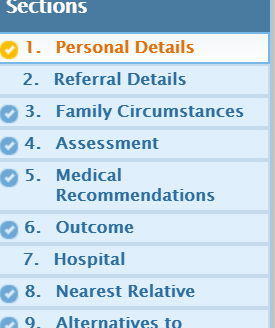 Sections
1. Personal Details
2. Referral Details
3. Family Circumstances
4. Assessment
5. Medical
Recommendations
6. Outcome
7. Hospital
8. Nearest Relative
9. Alternatives to